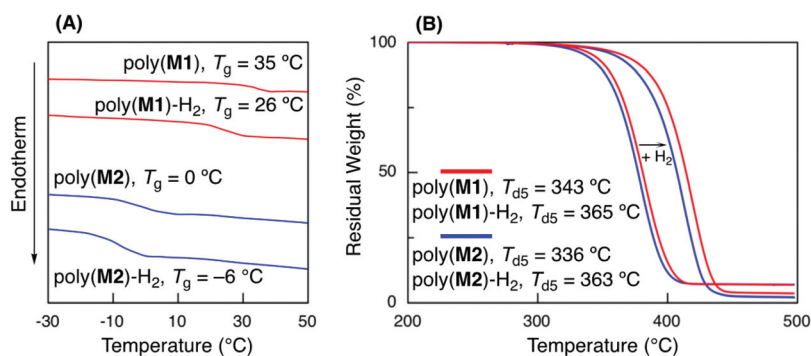 (A)
poly(M1), Tg = 35 ºC
poly(M1)-H2, Tg = 26 ºC
poly(M2), Tg = 0 ºC
poly(M2)-H2, Tg = –6 ºC
Endotherm
-30 -10 10 30 50
Temperature (°C)
(B)
100
50
0
Residual Weight (%)
+ H2
poly(M1), Td5 = 343 ºC
poly(M1)-H2, Td5 = 365 ºC
poly(M2), Td5 = 336 ºC
poly(M2)-H2, Td5 = 363 ºC
200 300 400 500
Temperature (°C)